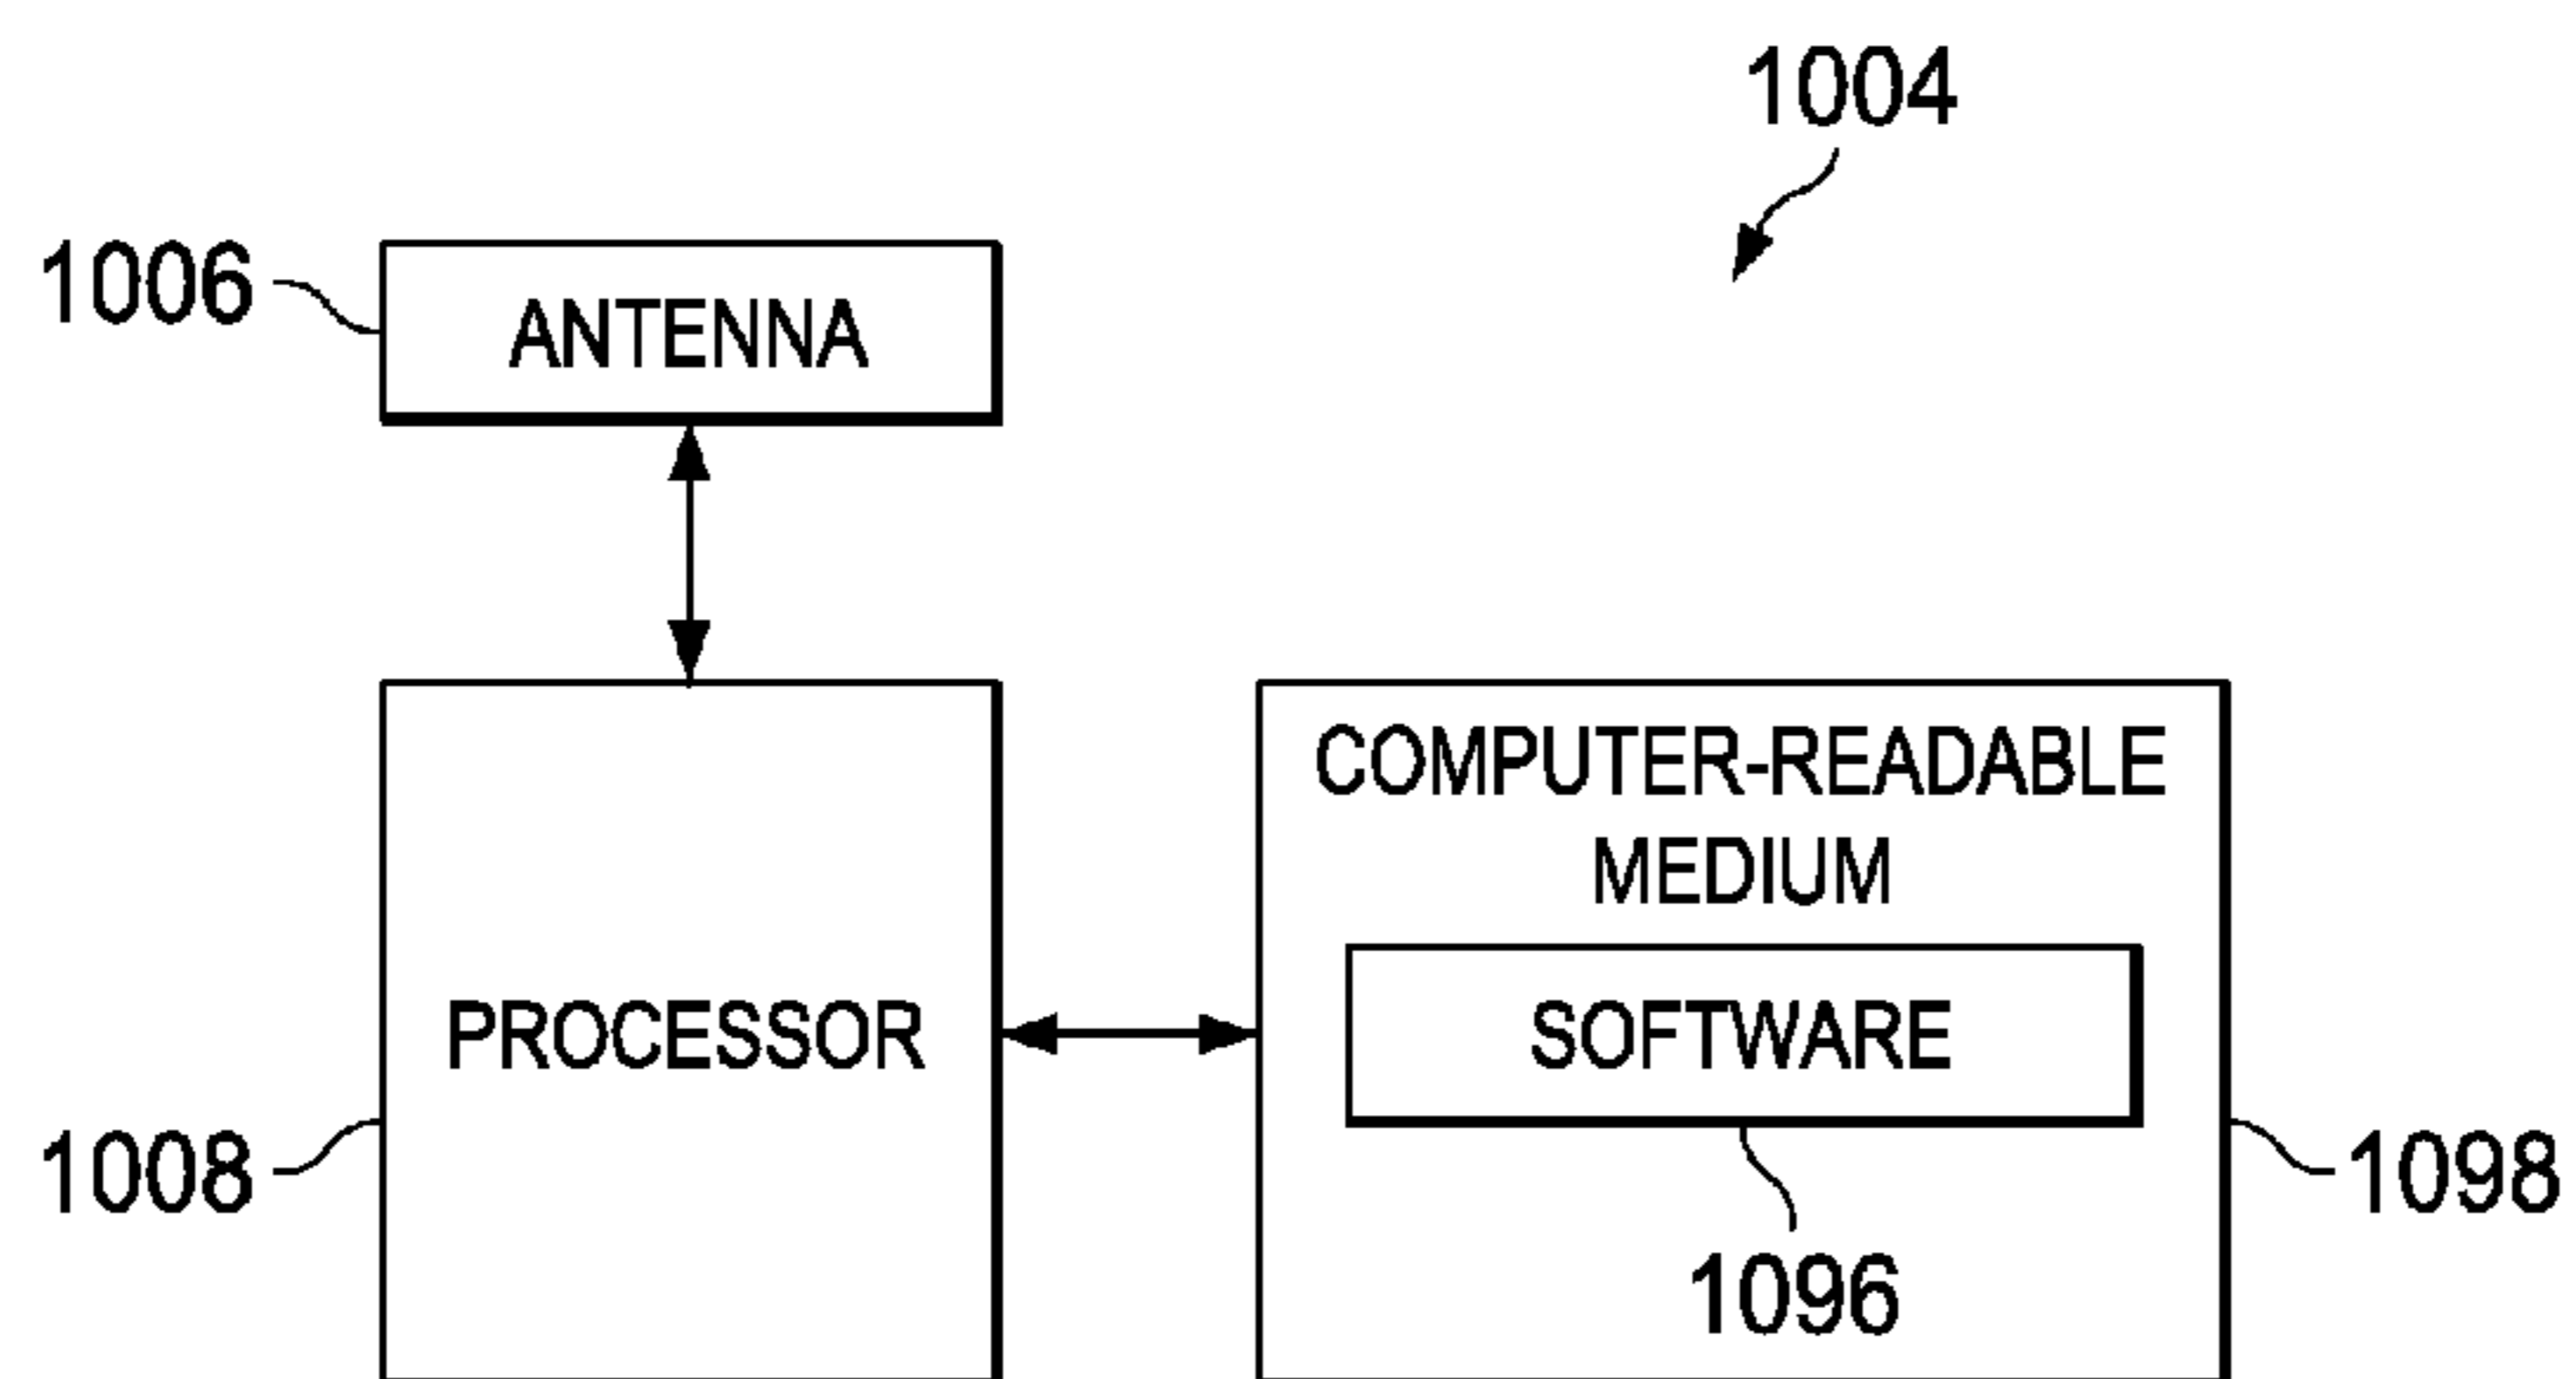 1004
1006
ANTENNA
COMPUTER-READABLE
MEDIUM
PROCESSOR
SOFTWARE
1008
1098
1096